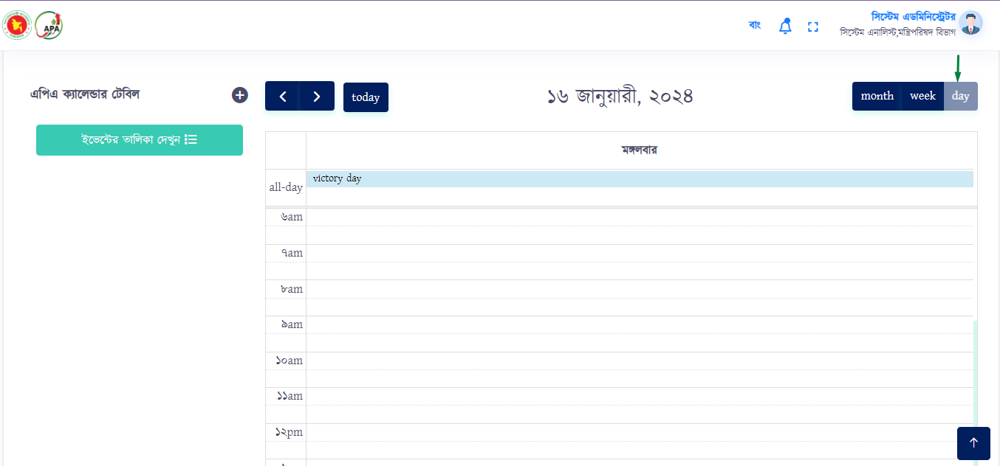 APA
বাং
সিস্টেম এডমিনিস্ট্রেটর
সিস্টেম এনালিস্ট,মন্ত্রিপরিষদ বিভাগ
এপিএ ক্যালেন্ডার টেবিল
ইভেন্টের তালিকা দেখুন
today
১৬ জানুয়ারী, ২০২৪
month week day
মঙ্গলবার
all-day victory day
৬am
৭am
৮am
৯am
১০am
১১am
১২pm